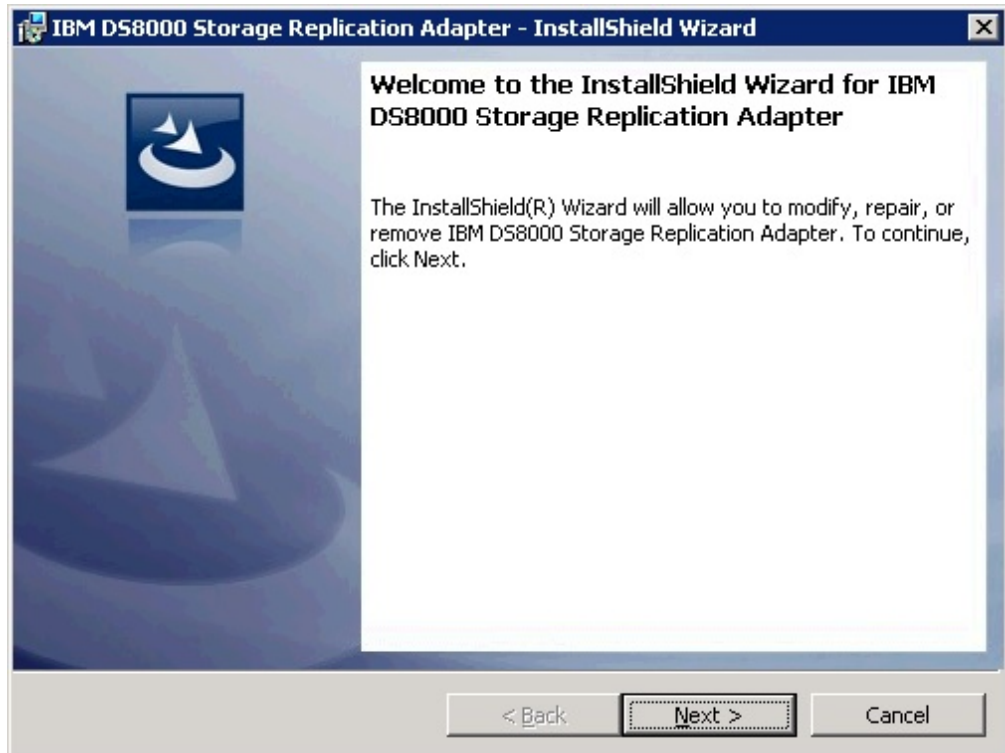 IBM DS8000 Storage Replication Adapter - InstallShield Wizard
Welcome to the InstallShield Wizard for IBM
DS8000 Storage Replication Adapter
The InstallShield(R) Wizard will allow you to modify, repair, or
remove IBM DS8000 Storage Replication Adapter. To continue,
click Next.
< Back
Next >
Cancel